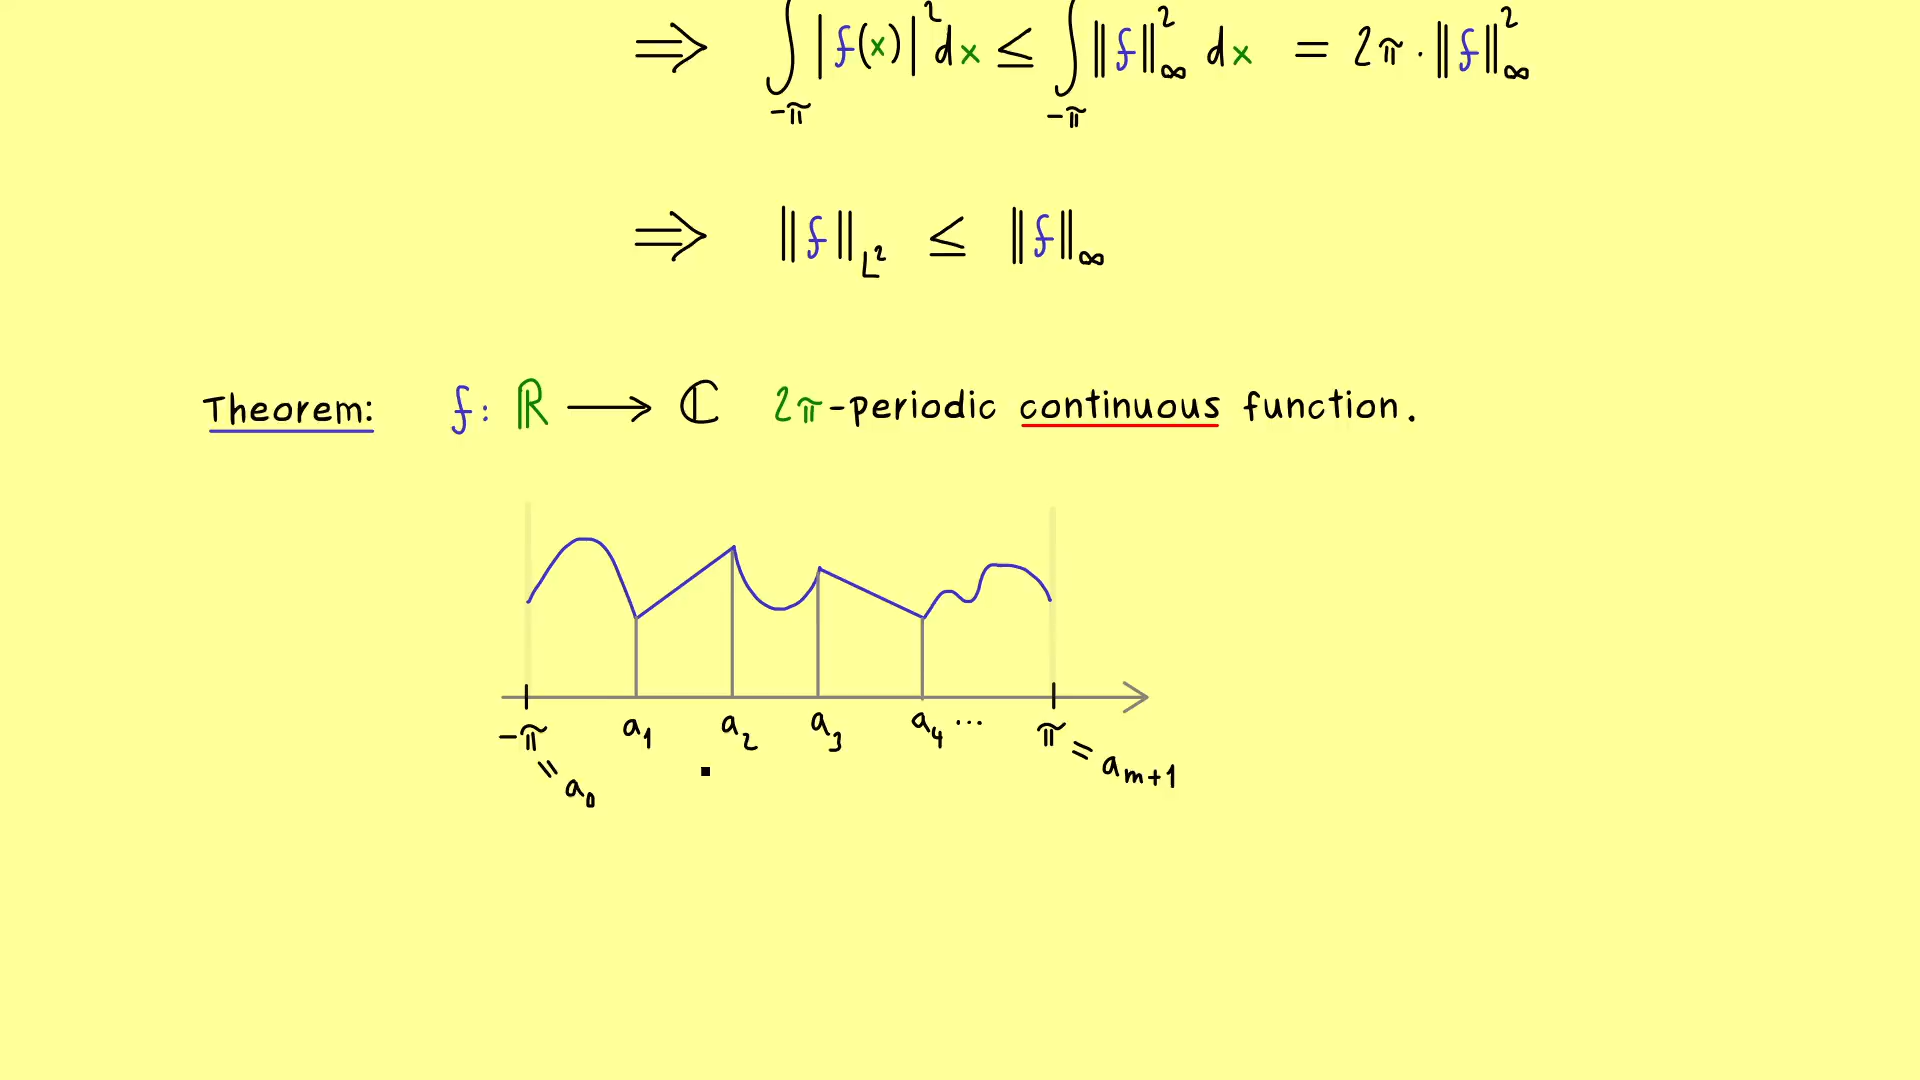 ⟹ ∫_{-π} |f(x)|² dx ≤ ∫_{-π} ‖f‖²_∞ dx = 2π · ‖f‖²_∞
⟹ ‖f‖_{L²} ≤ ‖f‖_∞
Theorem: f: ℝ ⟶ ℂ 2π-periodic continuous function.
-π a₁ a₂ a₃ a₄ ... π
= a₀ = a_{m+1}